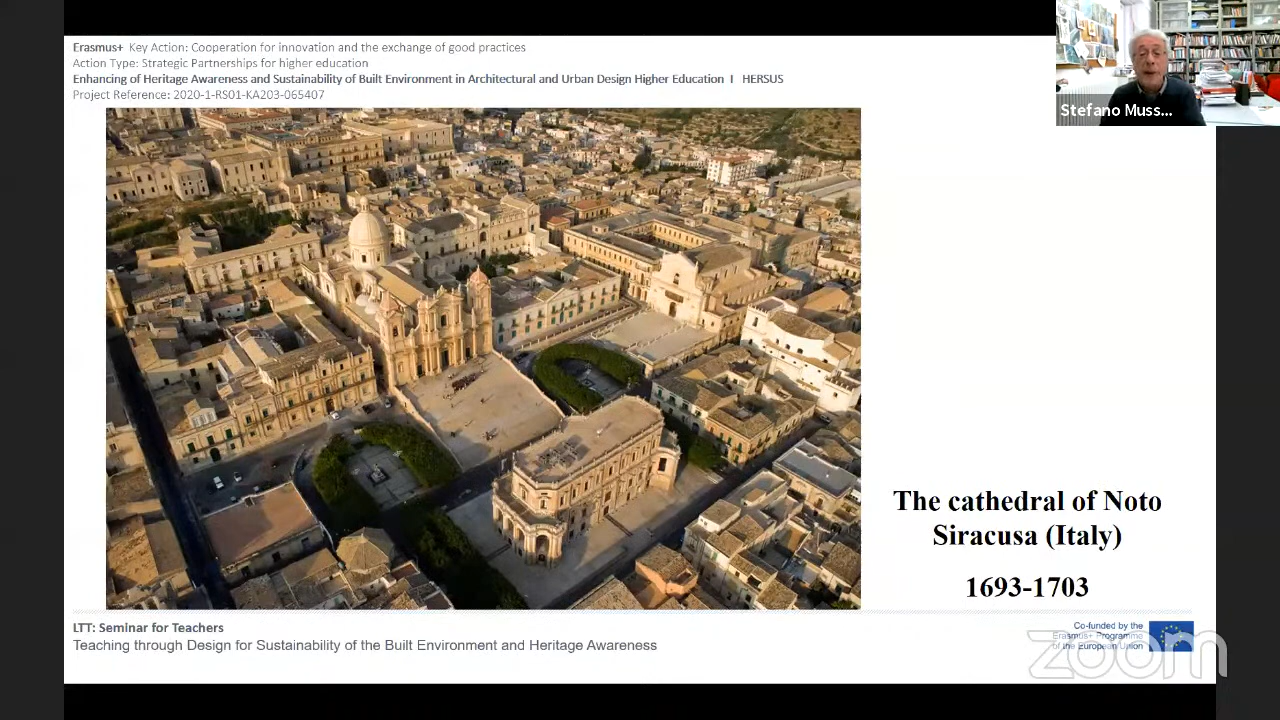 Erasmus+ Key Action: Cooperation for innovation and the exchange of good practices
Action Type: Strategic Partnerships for higher education
Enhancing of Heritage Awareness and Sustainability of Built Environment in Architectural and Urban Design Higher Education I HERSUS
Project Reference: 2020-1-RS01-KA203-065407
Stefano Muss...
The cathedral of Noto
Siracusa (Italy)
1693-1703
LTT: Seminar for Teachers
Teaching through Design for Sustainability of the Built Environment and Heritage Awareness
Co-funded by the
Erasmus+ Programme
of the European Union
zoom